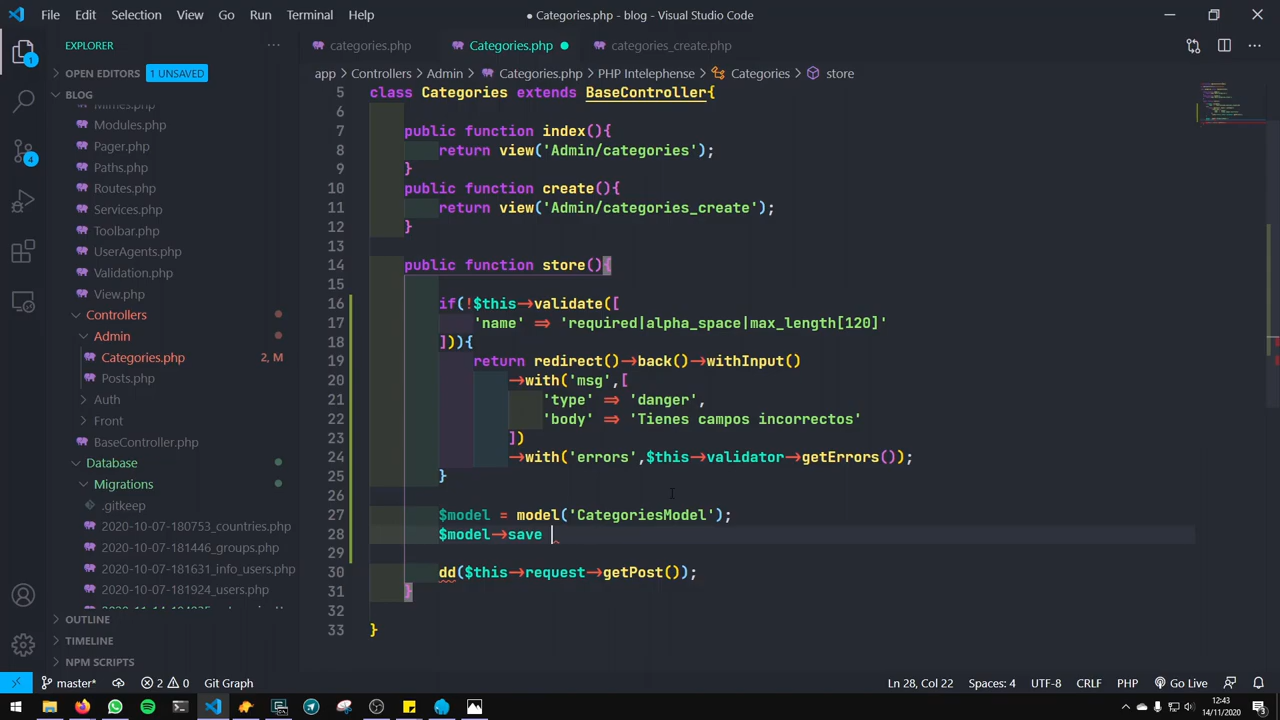 File Edit Selection View Go Run Terminal Help
● Categories.php - blog - Visual Studio Code
EXPLORER
categories.php
Categories.php
categories_create.php
OPEN EDITORS 1 UNSAVED
app > Controllers > Admin > Categories.php > PHP Intelephense > Categories > store
BLOG
Mimes.php
Modules.php
Pager.php
Paths.php
Routes.php
Services.php
Toolbar.php
UserAgents.php
Validation.php
View.php
Controllers
Admin
Categories.php 2, M
Posts.php
Auth
Front
BaseController.php
Database
Migrations
.gitkeep
2020-10-07-180753_countries.php
2020-10-07-181446_groups.php
2020-10-07-181631_info_users.php
2020-10-07-181924_users.php
OUTLINE
TIMELINE
NPM SCRIPTS
5 class Categories extends BaseController{
6
7 public function index(){
8 return view('Admin/categories');
9 }
10 public function create(){
11 return view('Admin/categories_create');
12 }
13
14 public function store(){
15
16 if(!$this->validate([
17 'name' => 'required|alpha_space|max_length[120]'
18 ])){
19 return redirect()->back()->withInput()
20 ->with('msg',[
21 'type' => 'danger',
22 'body' => 'Tienes campos incorrectos'
23 ])
24 ->with('errors',$this->validator->getErrors());
25 }
26
27 $model = model('CategoriesModel');
28 $model->save
29
30 dd($this->request->getPost());
31 }
32
33 }
1
4
master* 2 0 Git Graph
Ln 28, Col 22 Spaces: 4 UTF-8 CRLF PHP Go Live
12:43
14/11/2020
3